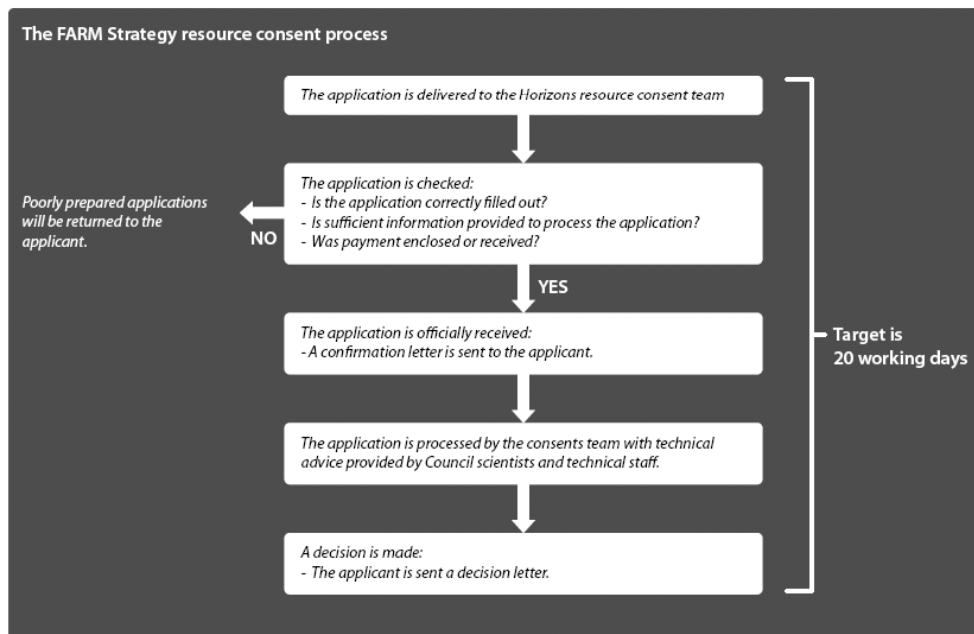 The FARM Strategy resource consent process
The application is delivered to the Horizons resource consent team
The application is checked:
- Is the application correctly filled out?
- Is sufficient information provided to process the application?
- Was payment enclosed or received?
NO
Poorly prepared applications
will be returned to the
applicant.
YES
The application is officially received:
- A confirmation letter is sent to the applicant.
The application is processed by the consents team with technical
advice provided by Council scientists and technical staff.
A decision is made:
- The applicant is sent a decision letter.
Target is
20 working days